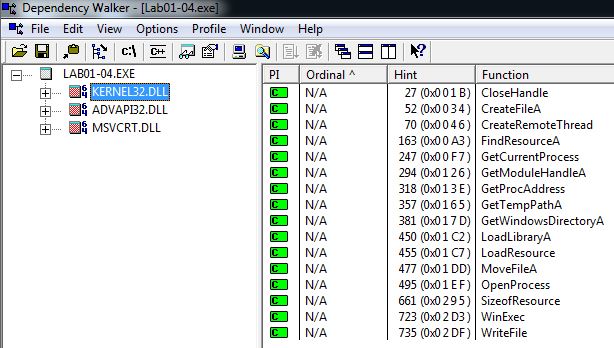 Dependency Walker - [Lab01-04.exe]
File Edit View Options Profile Window Help
C:\ C++
LAB01-04.EXE
KERNEL32.DLL
ADVAPI32.DLL
MSVCRT.DLL
PI Ordinal ^ Hint Function
C N/A 27 (0x001B) CloseHandle
C N/A 52 (0x0034) CreateFileA
C N/A 70 (0x0046) CreateRemoteThread
C N/A 163 (0x00A3) FindResourceA
C N/A 247 (0x00F7) GetCurrentProcess
C N/A 294 (0x0126) GetModuleHandleA
C N/A 318 (0x013E) GetProcAddress
C N/A 357 (0x0165) GetTempPathA
C N/A 381 (0x017D) GetWindowsDirectoryA
C N/A 450 (0x01C2) LoadLibraryA
C N/A 455 (0x01C7) LoadResource
C N/A 477 (0x01DD) MoveFileA
C N/A 495 (0x01EF) OpenProcess
C N/A 661 (0x0295) SizeofResource
C N/A 723 (0x02D3) WinExec
C N/A 735 (0x02DF) WriteFile